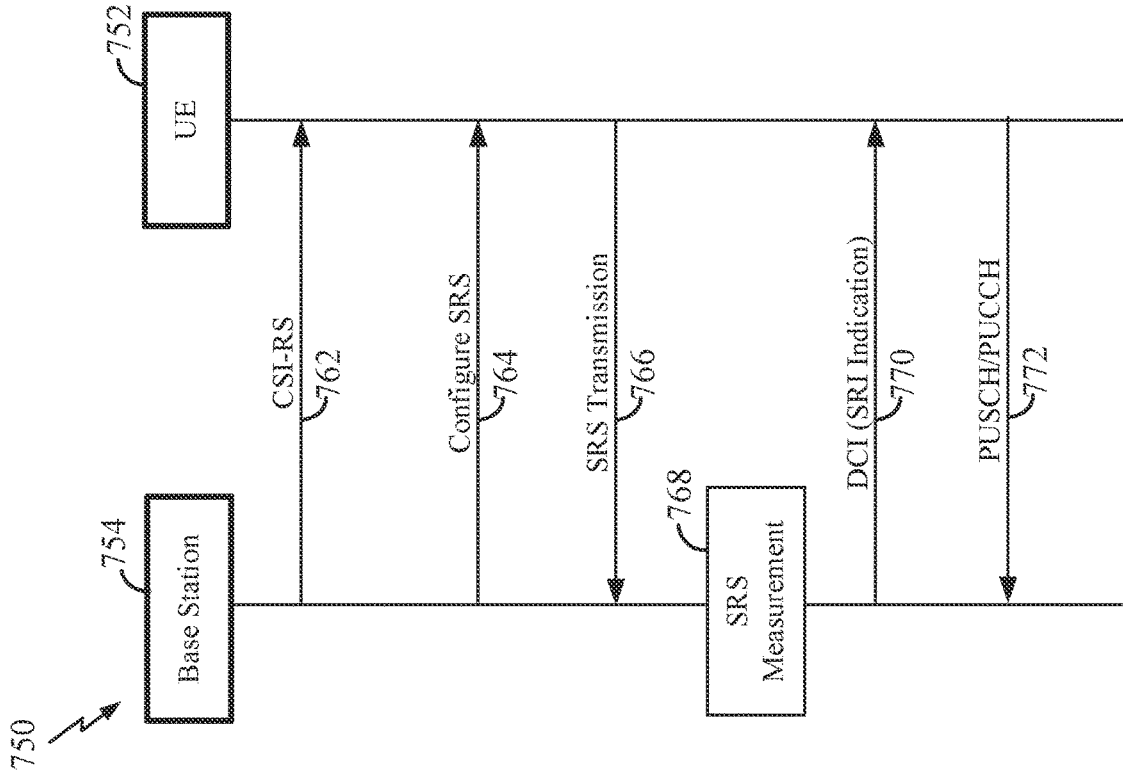 750
754
Base Station
752
UE
CSI-RS
762
Configure SRS
764
SRS Transmission
766
768
SRS
Measurement
DCI (SRI Indication)
770
PUSCH/PUCCH
772